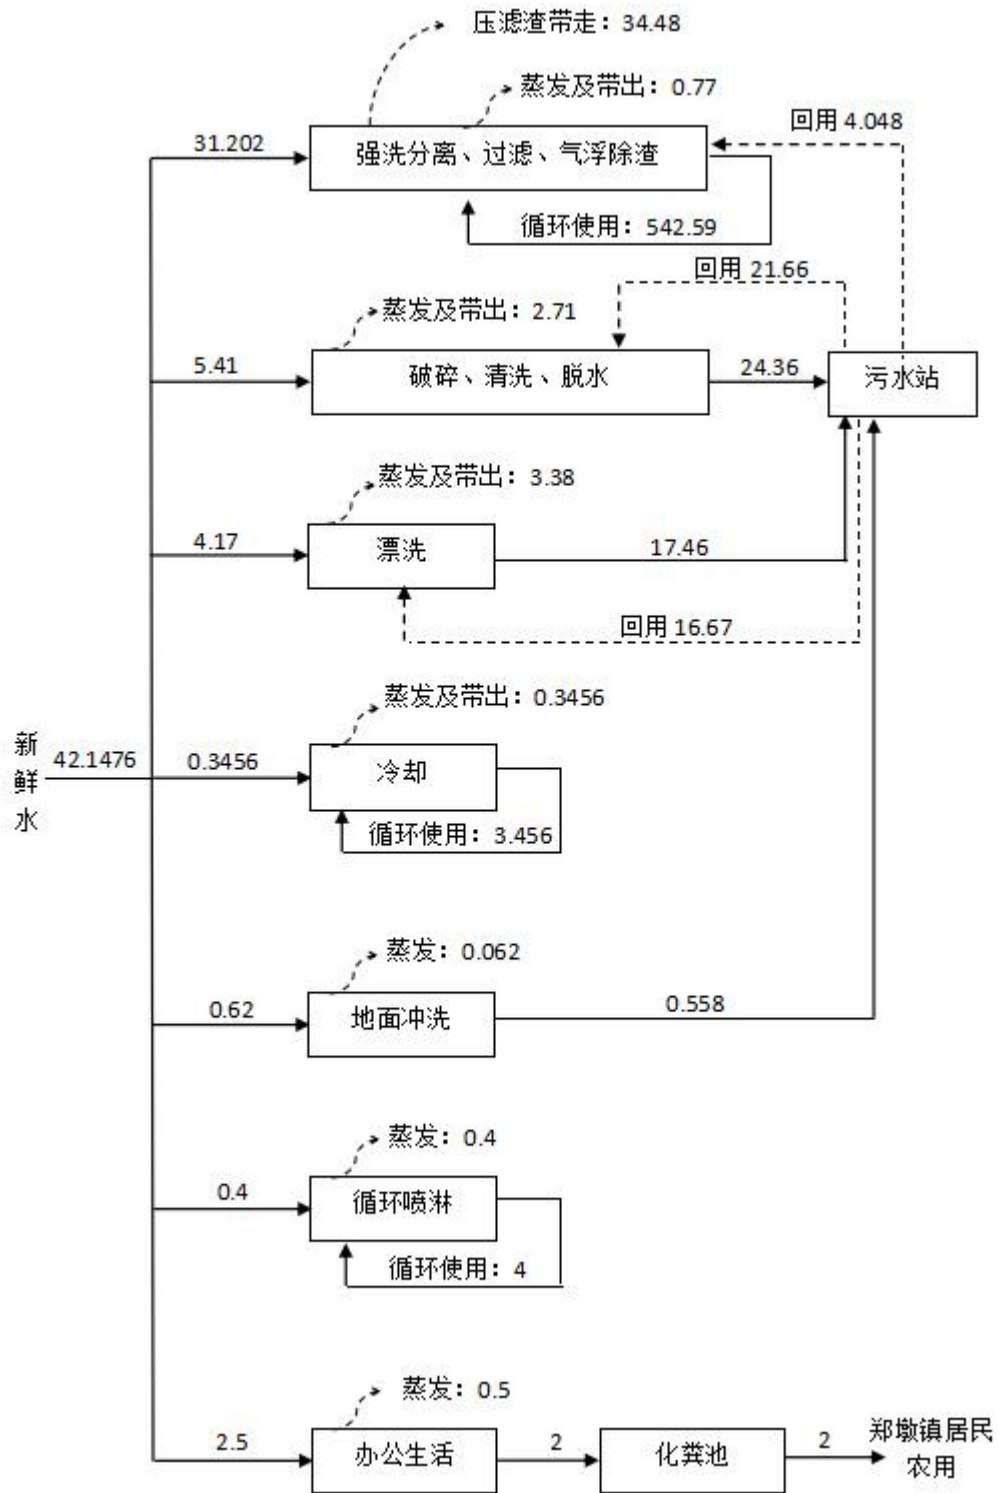 压滤渣带走：34.48
蒸发及带出：0.77
回用 4.048
31.202
强洗分离、过滤、气浮除渣
循环使用：542.59
回用 21.66
蒸发及带出：2.71
5.41
破碎、清洗、脱水
24.36
污水站
蒸发及带出：3.38
4.17
漂洗
17.46
回用 16.67
蒸发及带出：0.3456
新
鲜
水
42.1476
0.3456
冷却
循环使用：3.456
蒸发：0.062
0.62
地面冲洗
0.558
蒸发：0.4
0.4
循环喷淋
循环使用：4
蒸发：0.5
2.5
办公生活
2
化粪池
2
郑墩镇居民
农用